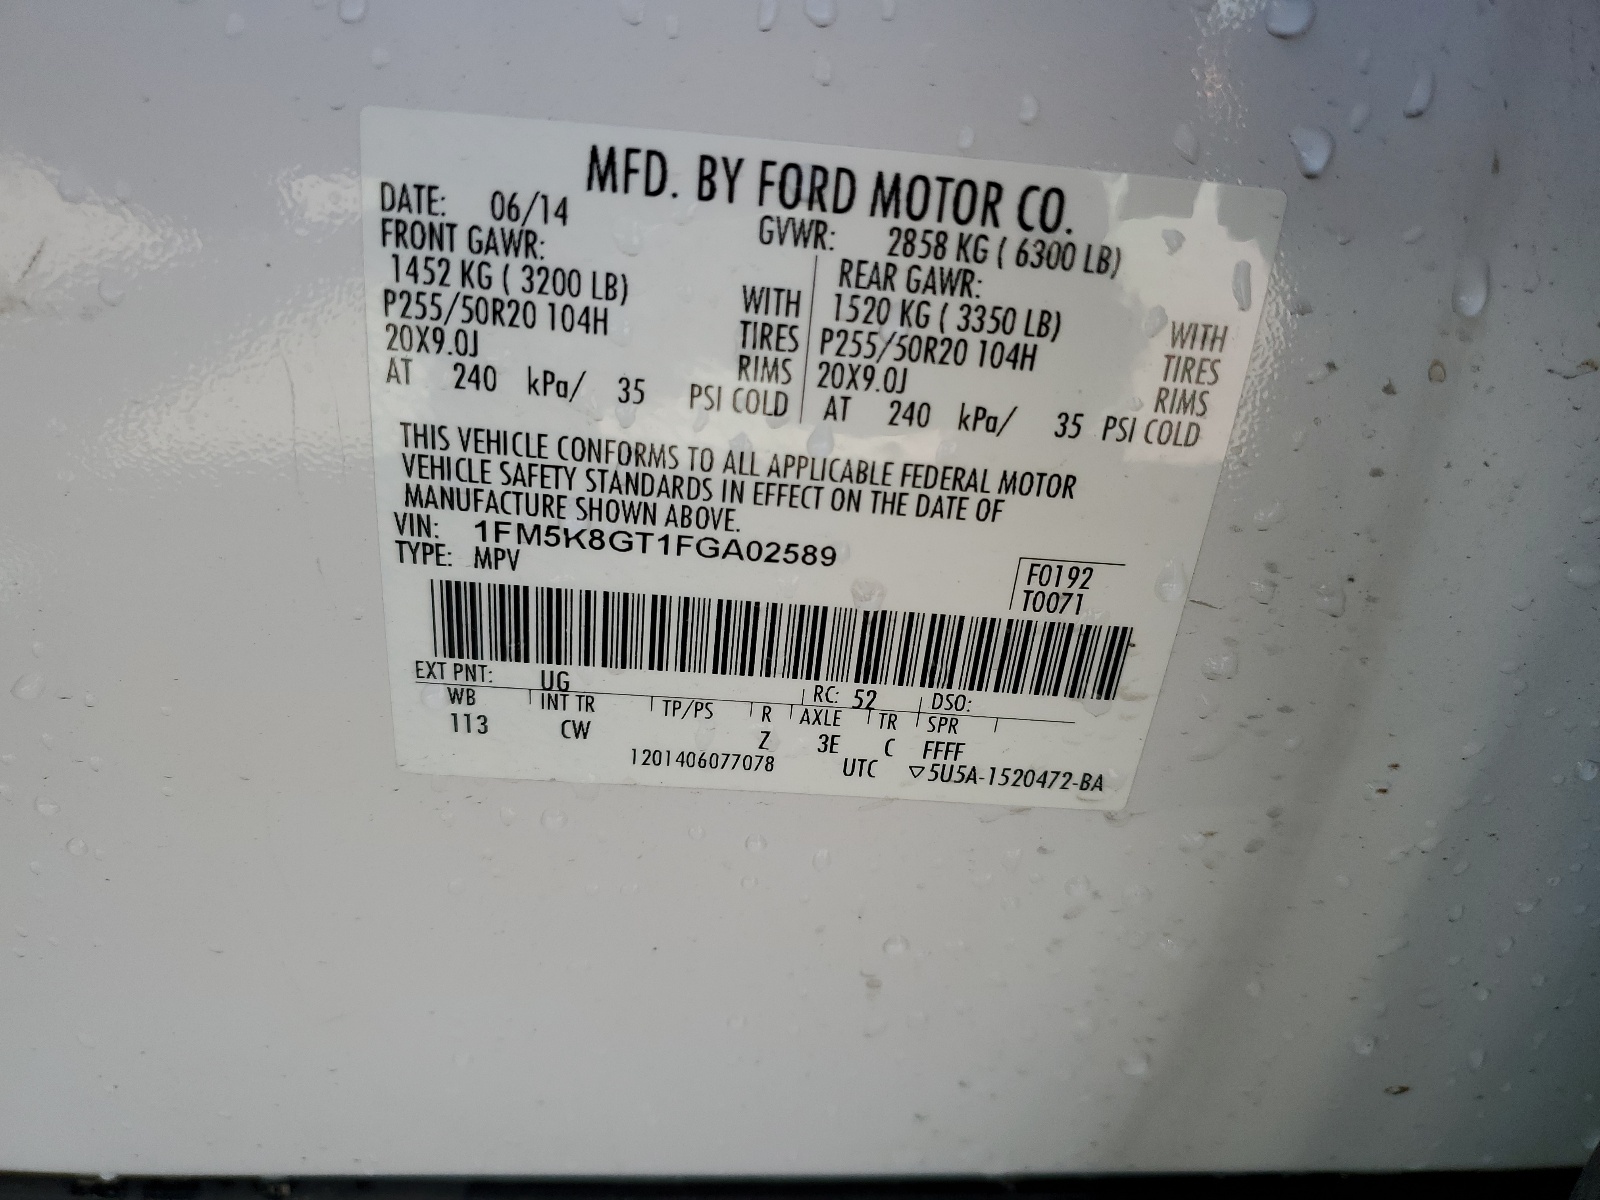 MFD. BY FORD MOTOR CO.
DATE: 06/14 GVWR: 2858 KG ( 6300 LB)
FRONT GAWR: REAR GAWR:
1452 KG ( 3200 LB) WITH 1520 KG ( 3350 LB) WITH
P255/50R20 104H TIRES P255/50R20 104H TIRES
20X9.0J RIMS 20X9.0J RIMS
AT 240 kPa/ 35 PSI COLD AT 240 kPa/ 35 PSI COLD
THIS VEHICLE CONFORMS TO ALL APPLICABLE FEDERAL MOTOR
VEHICLE SAFETY STANDARDS IN EFFECT ON THE DATE OF
MANUFACTURE SHOWN ABOVE.
VIN: 1FM5K8GT1FGA02589
TYPE: MPV F0192
T0071
EXT PNT: UG RC: 52 DSO:
WB INT TR TP/PS R AXLE TR SPR
113 CW Z 3E C FFFF
1201406077078 UTC ▽5U5A-1520472-BA